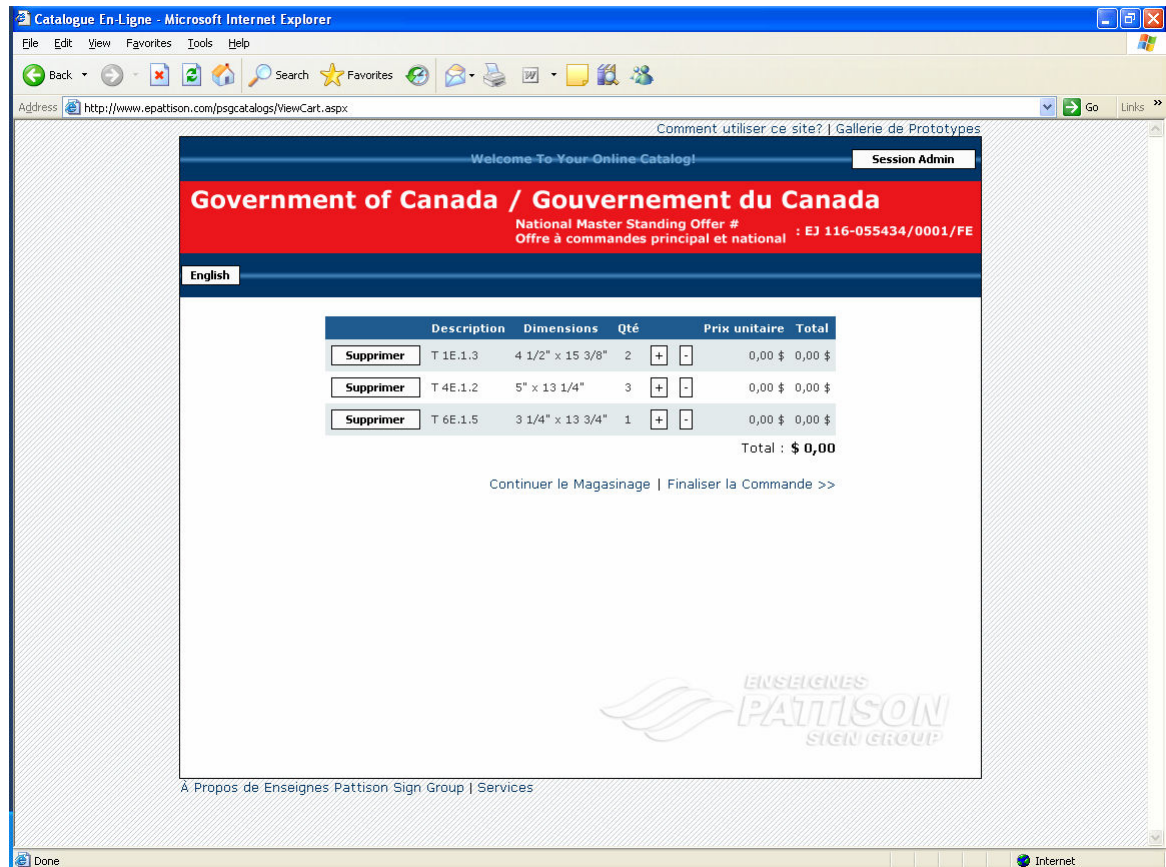 Catalogue En-Ligne - Microsoft Internet Explorer
File Edit View Favorites Tools Help
Back Search Favorites
Address http://www.epattison.com/psgcatalogs/ViewCart.aspx Go Links »
Comment utiliser ce site? | Gallerie de Prototypes
Welcome To Your Online Catalog! Session Admin
Government of Canada / Gouvernement du Canada
National Master Standing Offer #
Offre à commandes principal et national : EJ 116-055434/0001/FE
English
Description Dimensions Qté Prix unitaire Total
Supprimer T 1E.1.3 4 1/2" x 15 3/8" 2 + - 0,00 $ 0,00 $
Supprimer T 4E.1.2 5" x 13 1/4" 3 + - 0,00 $ 0,00 $
Supprimer T 6E.1.5 3 1/4" x 13 3/4" 1 + - 0,00 $ 0,00 $
Total : $ 0,00
Continuer le Magasinage | Finaliser la Commande >>
ENSEIGNES
PATTISON
SIGN GROUP
À Propos de Enseignes Pattison Sign Group | Services
Done Internet